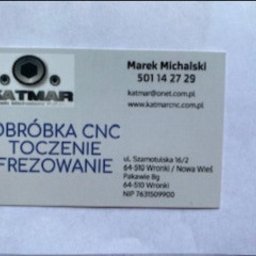 KATMAR
Marek Michalski
501 14 27 29
katmar@onet.com.pl
www.katmarcnc.com.pl
OBRÓBKA CNC
TOCZENIE
FREZOWANIE
ul. Szamotulska 16/2
64-510 Wronki / Nowa Wieś
Pakawie 8g
64-510 Wronki
NIP 7631509900